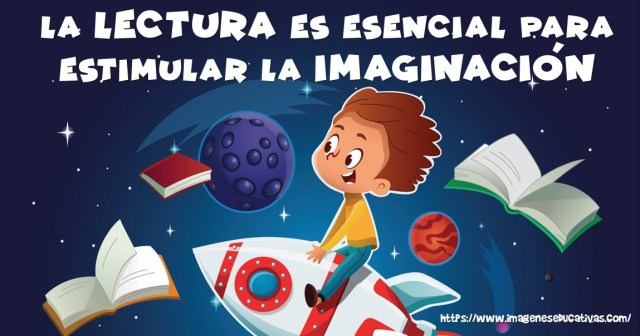 LA LECTURA ES ESENCIAL PARA
ESTIMULAR LA IMAGINACIÓN
https://www.imageneseducativas.com/